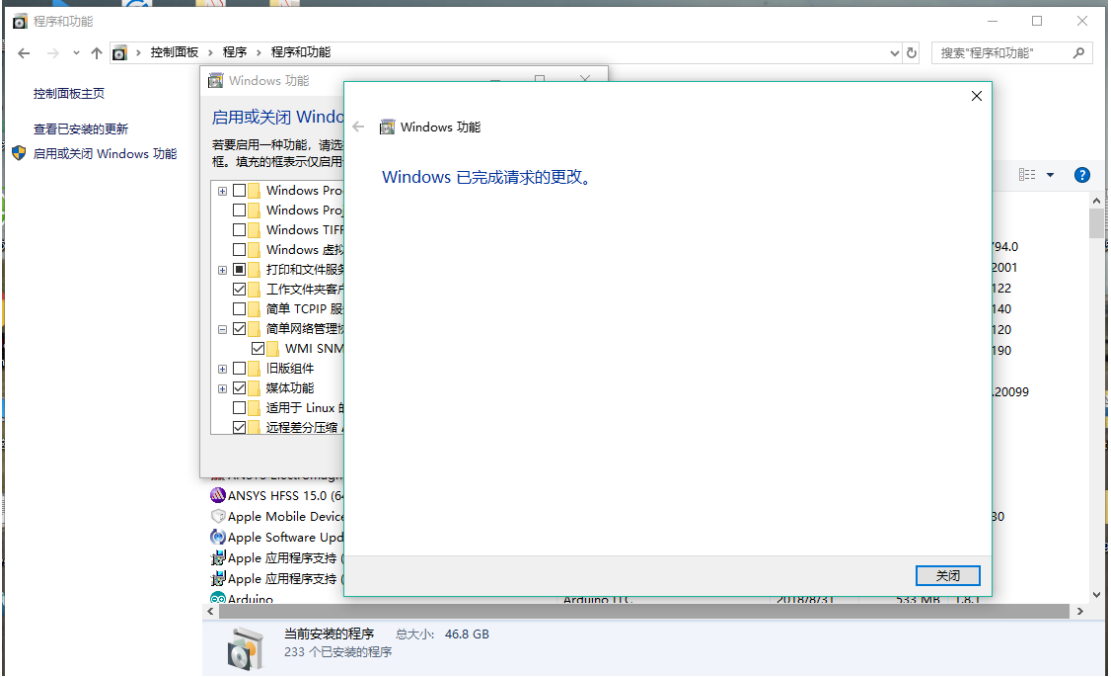 程序和功能
控制面板 › 程序 › 程序和功能
搜索"程序和功能"
控制面板主页
查看已安装的更新
启用或关闭 Windows 功能
Windows 功能
启用或关闭 Windo
若要启用一种功能，请选
框。填充的框表示仅启用
Windows Pro
Windows Proj
Windows TIFF
Windows 虚拟
打印和文件服务
工作文件夹客户
简单 TCPIP 服
简单网络管理协
WMI SNM
旧版组件
媒体功能
适用于 Linux 的
远程差分压缩
Windows 功能
Windows 已完成请求的更改。
关闭
794.0
2001
122
140
120
190
.20099
ANSYS Electromagn
ANSYS HFSS 15.0 (64
Apple Mobile Device
30
Apple Software Upd
Apple 应用程序支持 (
Apple 应用程序支持 (
Arduino Arduino LLC 2018/8/31 533 MB 1.8.1
当前安装的程序 总大小: 46.8 GB
233 个已安装的程序